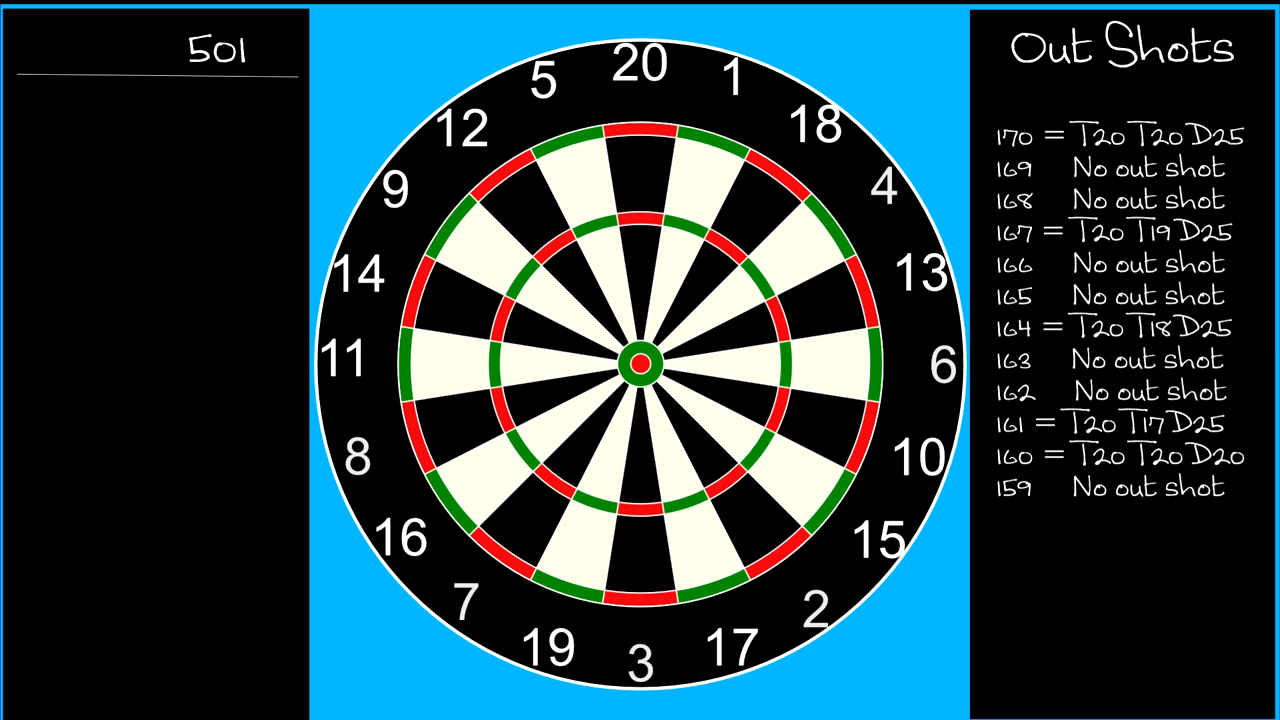 501
20
1
18
4
13
6
10
15
2
17
3
19
7
16
8
11
14
9
12
5
Out Shots
170 = T20 T20 D25
169 No out shot
168 No out shot
167 = T20 T19 D25
166 No out shot
165 No out shot
164 = T20 T18 D25
163 No out shot
162 No out shot
161 = T20 T17 D25
160 = T20 T20 D20
159 No out shot